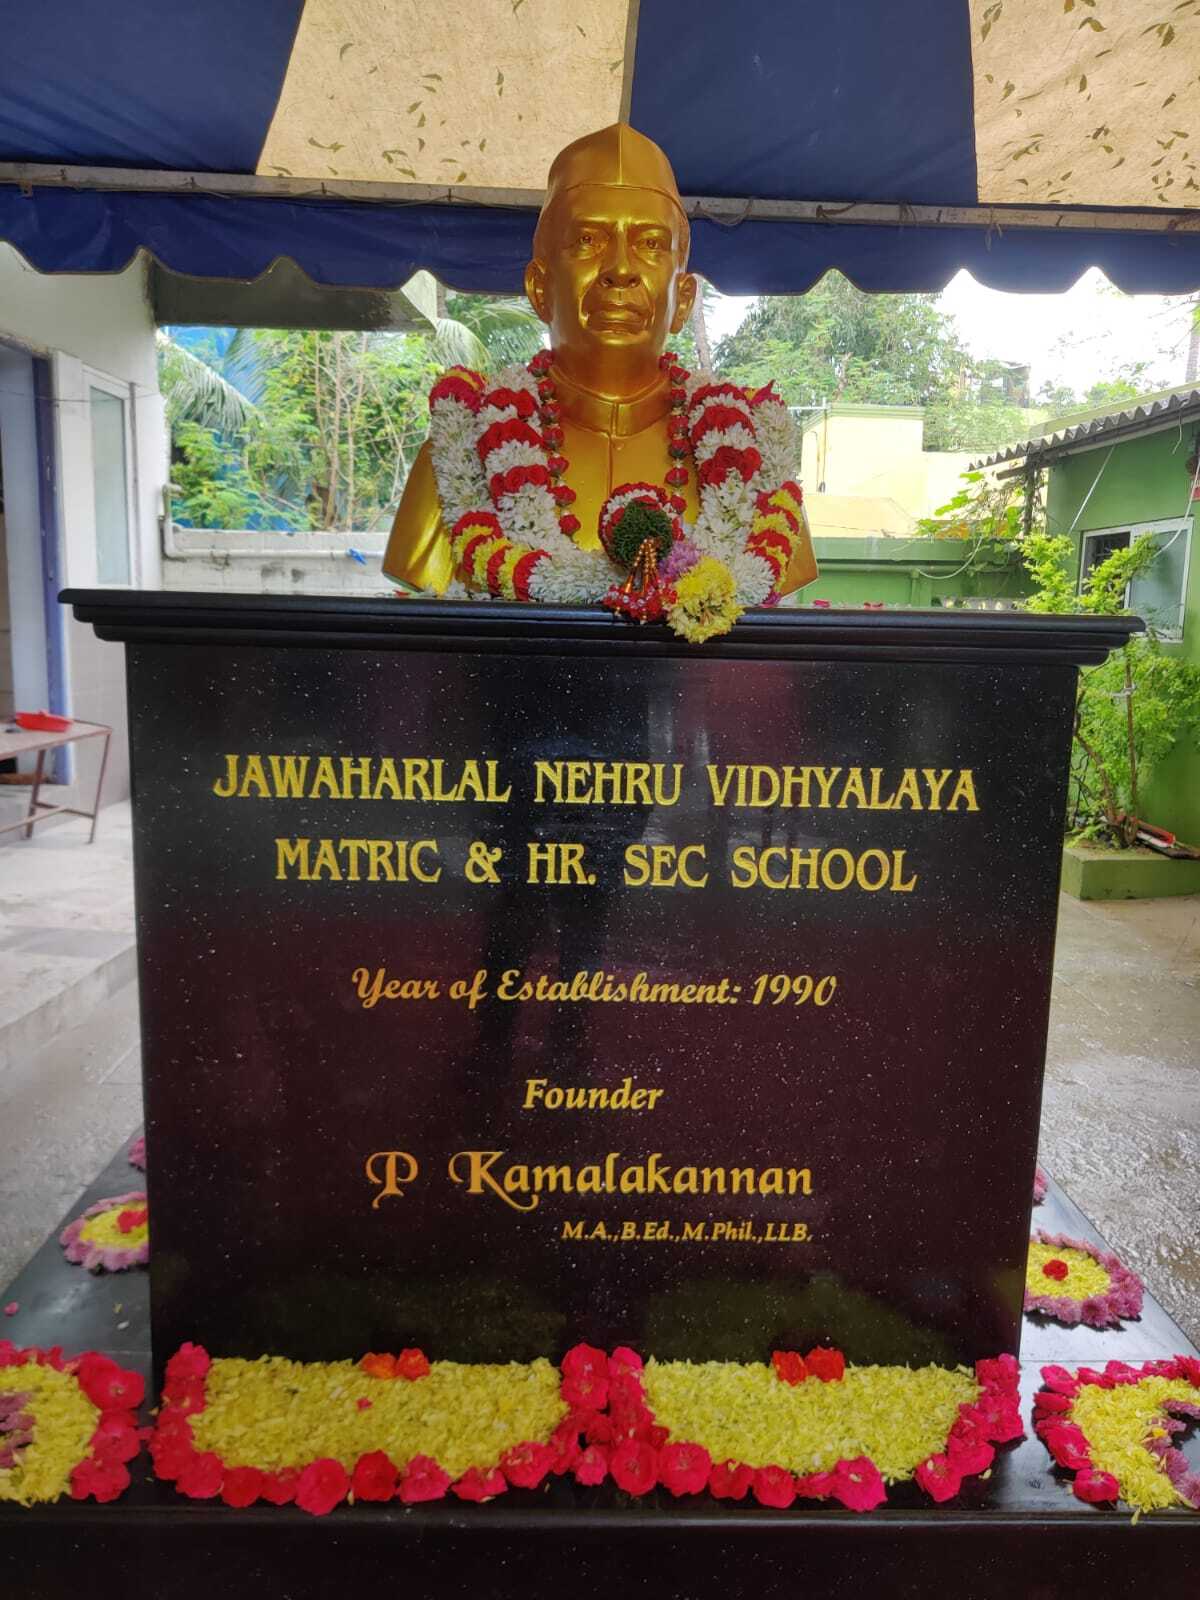 JAWAHARLAL NEHRU VIDHYALAYA
MATRIC & HR. SEC SCHOOL
Year of Establishment: 1990
Founder
P Kamalakannan
M.A.,B.Ed.,M.Phil.,LLB.